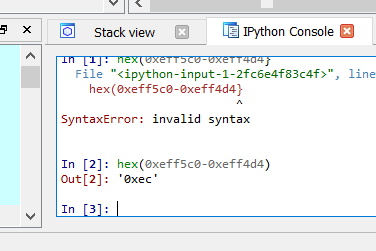 Stack view
IPython Console
In [1]: hex(0xeff5c0-0xeff4d4}
File "<ipython-input-1-2fc6e4f83c4f>", line
hex(0xeff5c0-0xeff4d4}
^
SyntaxError: invalid syntax
In [2]: hex(0xeff5c0-0xeff4d4)
Out[2]: '0xec'
In [3]: